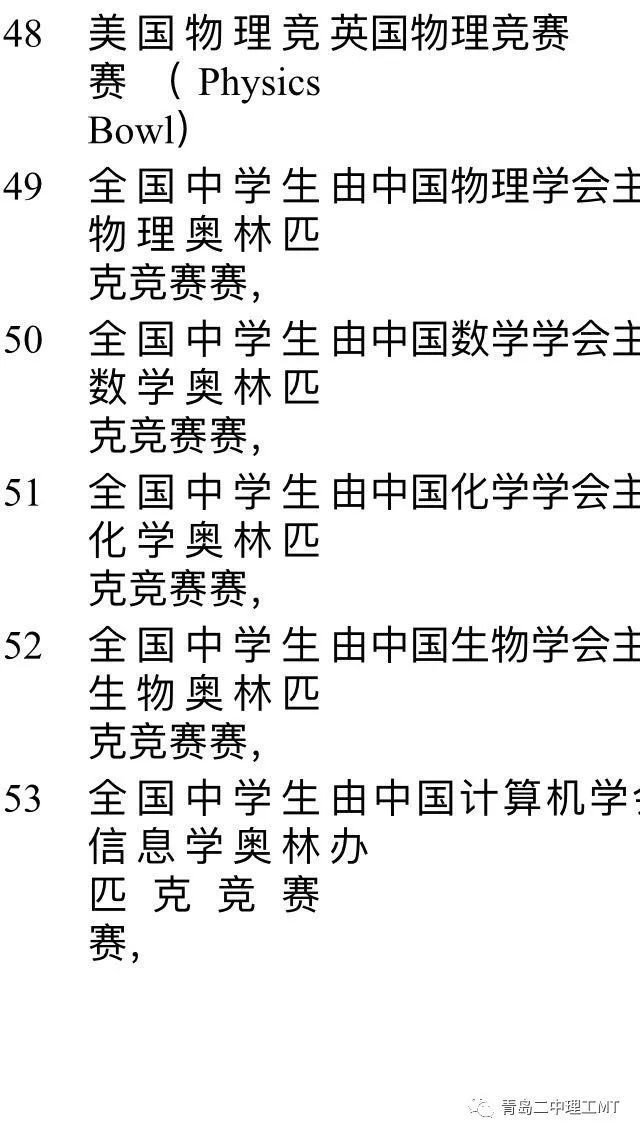 48 美国物理竞 英国物理竞赛
赛（Physics
Bowl）
49 全国中学生 由中国物理学会主
物理奥林匹
克竞赛赛，
50 全国中学生 由中国数学学会主
数学奥林匹
克竞赛赛，
51 全国中学生 由中国化学学会主
化学奥林匹
克竞赛赛，
52 全国中学生 由中国生物学会主
生物奥林匹
克竞赛赛，
53 全国中学生 由中国计算机学会
信息学奥林 办
匹克竞赛
赛，
青岛二中理工MT